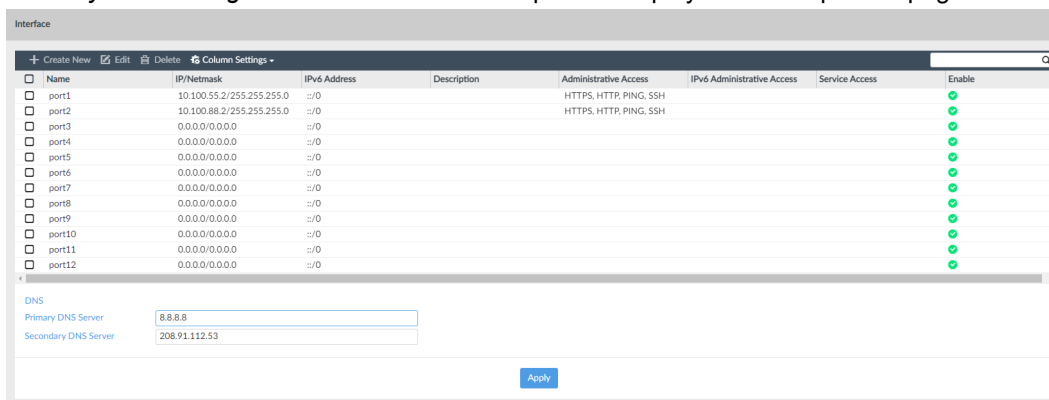 Interface
Create New Edit Delete Column Settings
Name IP/Netmask IPv6 Address Description Administrative Access IPv6 Administrative Access Service Access Enable
port1 10.100.55.2/255.255.255.0 ::/0 HTTPS, HTTP, PING, SSH
port2 10.100.88.2/255.255.255.0 ::/0 HTTPS, HTTP, PING, SSH
port3 0.0.0.0/0.0.0.0 ::/0
port4 0.0.0.0/0.0.0.0 ::/0
port5 0.0.0.0/0.0.0.0 ::/0
port6 0.0.0.0/0.0.0.0 ::/0
port7 0.0.0.0/0.0.0.0 ::/0
port8 0.0.0.0/0.0.0.0 ::/0
port9 0.0.0.0/0.0.0.0 ::/0
port10 0.0.0.0/0.0.0.0 ::/0
port11 0.0.0.0/0.0.0.0 ::/0
port12 0.0.0.0/0.0.0.0 ::/0
DNS
Primary DNS Server 8.8.8.8
Secondary DNS Server 208.91.112.53
Apply